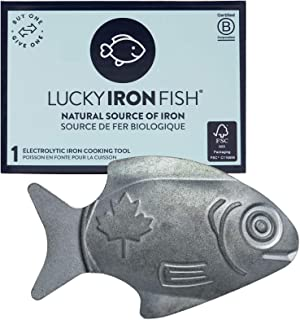 BUY ONE
GIVE ONE
Certified
B
Corporation
LUCKY IRON FISH®
NATURAL SOURCE OF IRON
SOURCE DE FER BIOLOGIQUE
1 ELECTROLYTIC IRON COOKING TOOL
POISSON EN FONTE POUR LA CUISSON
FSC
Packaging